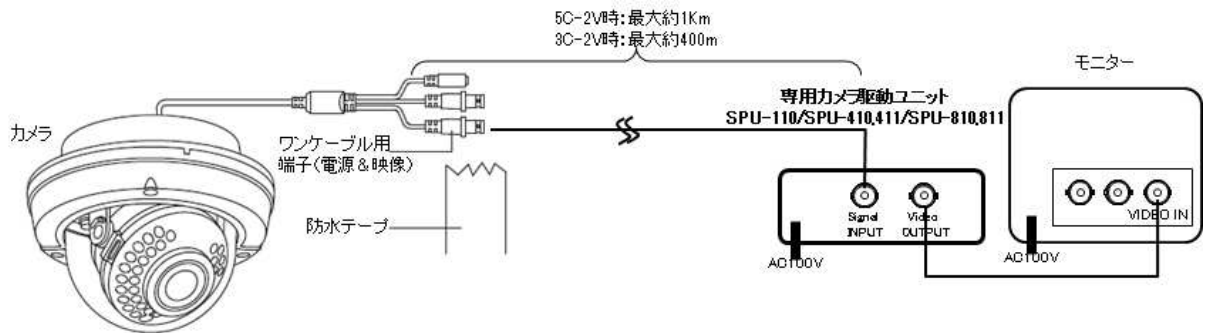 5C-2V時:最大約1Km
3C-2V時:最大約400m
モニター
専用カメラ駆動ユニット
SPU-110/SPU-410,411/SPU-810,811
カメラ
ワンケーブル用
端子(電源&映像)
防水テープ
Signal
INPUT
Video
OUTPUT
VIDEO IN
AC100V
AC100V